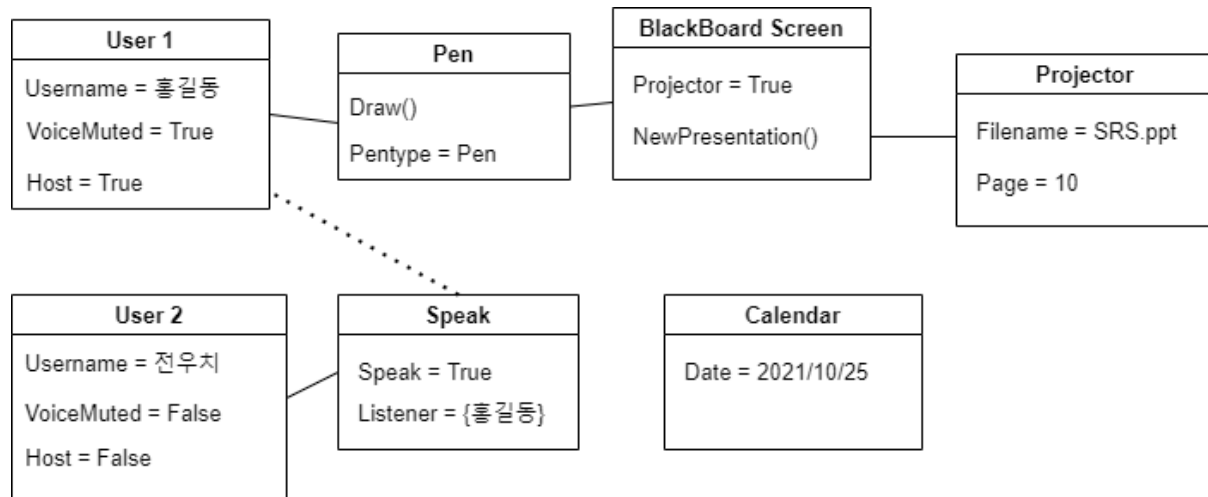 User 1
Username = 홍길동
VoiceMuted = True
Host = True
Pen
Draw()
Pentype = Pen
BlackBoard Screen
Projector = True
NewPresentation()
Projector
Filename = SRS.ppt
Page = 10
User 2
Username = 전우치
VoiceMuted = False
Host = False
Speak
Speak = True
Listener = {홍길동}
Calendar
Date = 2021/10/25